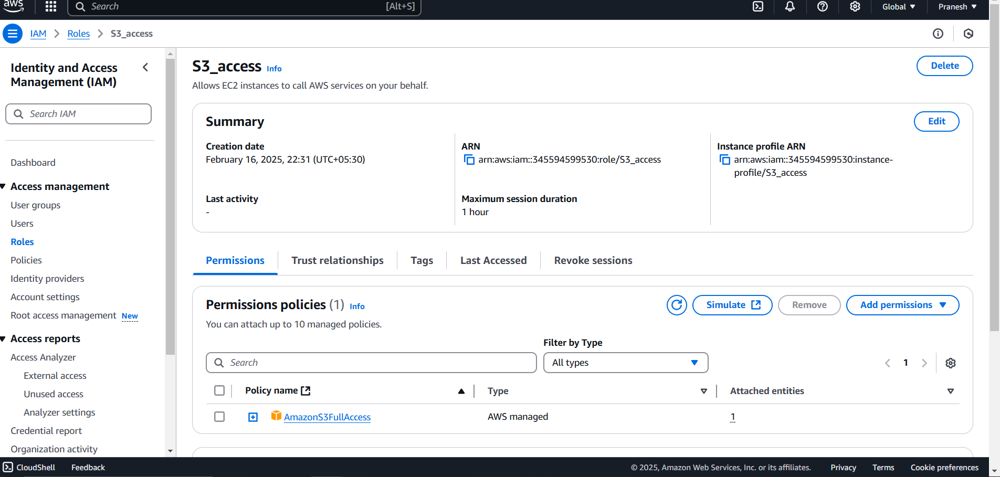 aws
Search [Alt+S]
Global
Pranesh
IAM
Roles
S3_access
Identity and Access
Management (IAM)
Search IAM
Dashboard
Access management
User groups
Users
Roles
Policies
Identity providers
Account settings
Root access management New
Access reports
Access Analyzer
External access
Unused access
Analyzer settings
Credential report
Organization activity
S3_access Info
Delete
Allows EC2 instances to call AWS services on your behalf.
Summary
Edit
Creation date
February 16, 2025, 22:31 (UTC+05:30)
ARN
arn:aws:iam::345594599530:role/S3_access
Instance profile ARN
arn:aws:iam::345594599530:instance-
profile/S3_access
Last activity
-
Maximum session duration
1 hour
Permissions
Trust relationships
Tags
Last Accessed
Revoke sessions
Permissions policies (1) Info
Simulate
Remove
Add permissions
You can attach up to 10 managed policies.
Filter by Type
Search
All types
1
Policy name
Type
Attached entities
AmazonS3FullAccess
AWS managed
1
CloudShell
Feedback
© 2025, Amazon Web Services, Inc. or its affiliates.
Privacy
Terms
Cookie preferences